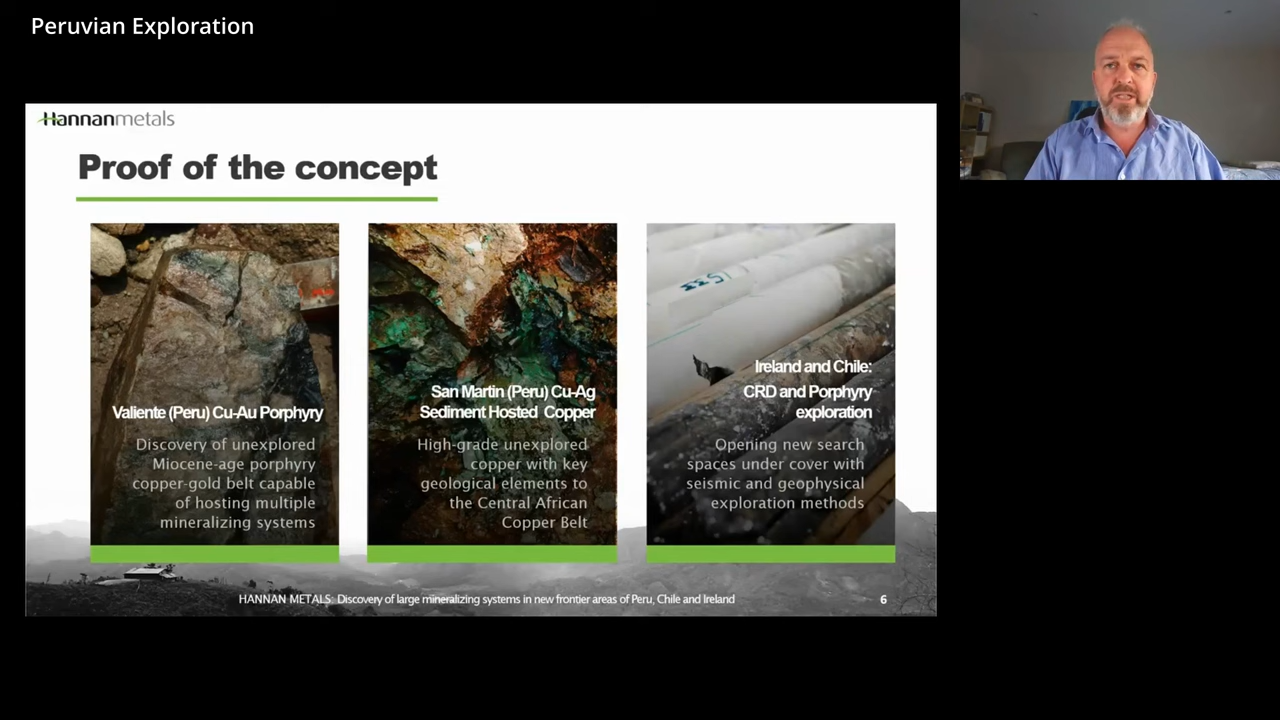 Peruvian Exploration
Hannanmetals
Proof of the concept
Valiente (Peru) Cu-Au Porphyry
Discovery of unexplored
Miocene-age porphyry
copper-gold belt capable
of hosting multiple
mineralizing systems
San Martin (Peru) Cu-Ag
Sediment Hosted Copper
High-grade unexplored
copper with key
geological elements to
the Central African
Copper Belt
Ireland and Chile:
CRD and Porphyry
exploration
Opening new search
spaces under cover with
seismic and geophysical
exploration methods
HANNAN METALS: Discovery of large mineralizing systems in new frontier areas of Peru, Chile and Ireland
6